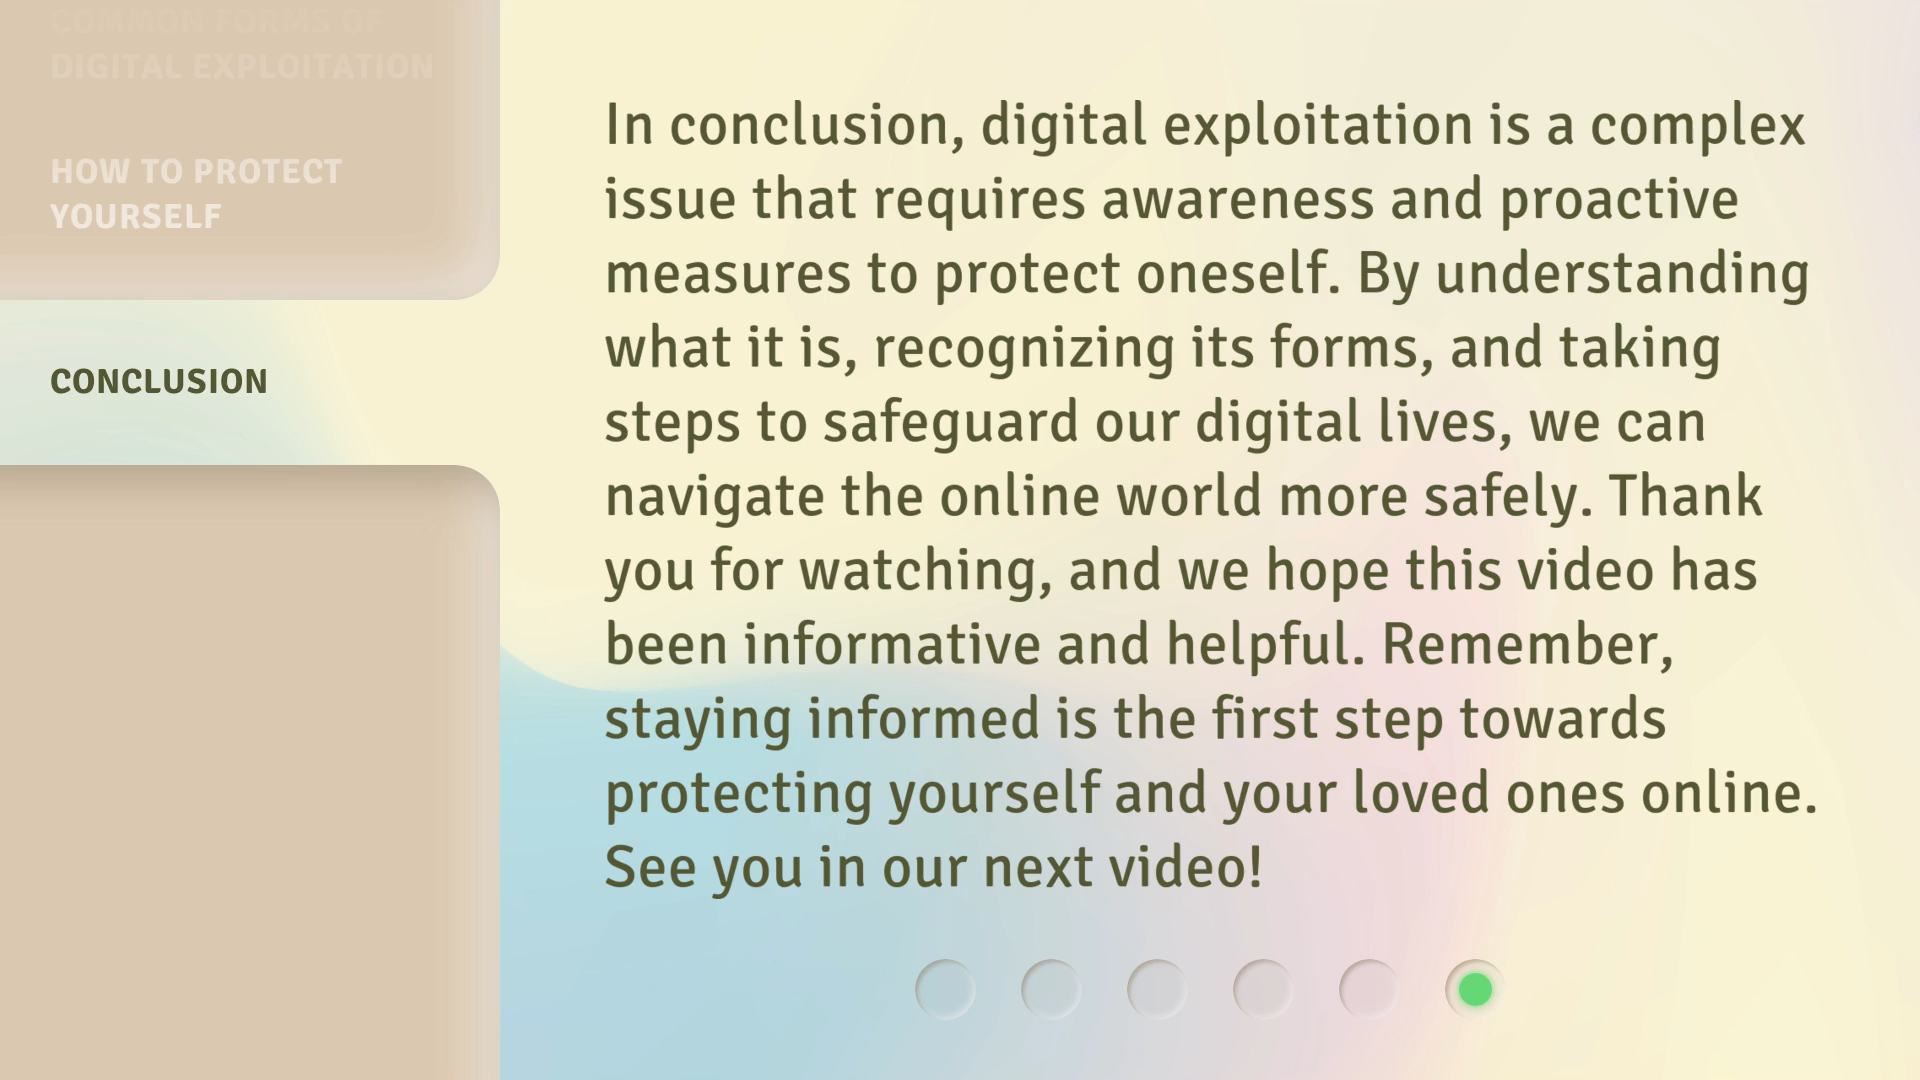 COMMON FORMS OF
DIGITAL EXPLOITATION
HOW TO PROTECT
YOURSELF
CONCLUSION
In conclusion, digital exploitation is a complex
issue that requires awareness and proactive
measures to protect oneself. By understanding
what it is, recognizing its forms, and taking
steps to safeguard our digital lives, we can
navigate the online world more safely. Thank
you for watching, and we hope this video has
been informative and helpful. Remember,
staying informed is the first step towards
protecting yourself and your loved ones online.
See you in our next video!